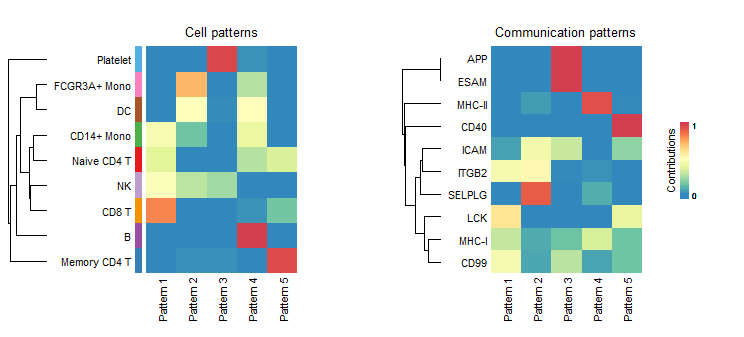 Cell patterns
Platelet
FCGR3A+ Mono
DC
CD14+ Mono
Naive CD4 T
NK
CD8 T
B
Memory CD4 T
Pattern 1
Pattern 2
Pattern 3
Pattern 4
Pattern 5
Communication patterns
APP
ESAM
MHC-II
CD40
ICAM
ITGB2
SELPLG
LCK
MHC-I
CD99
Pattern 1
Pattern 2
Pattern 3
Pattern 4
Pattern 5
Contributions
1
0